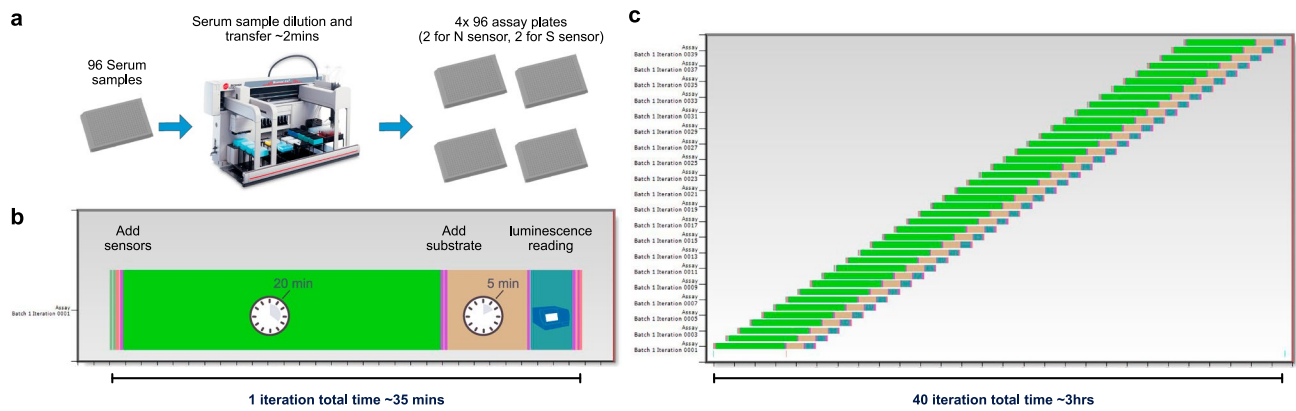 a
Serum sample dilution and
transfer ~2mins
4x 96 assay plates
(2 for N sensor, 2 for S sensor)
96 Serum
samples
b
Add
sensors
Add
substrate
luminescence
reading
20 min
5 min
Assay
Batch 1 Iteration 0001
1 iteration total time ~35 mins
c
Assay
Batch 1 Iteration 0039
Assay
Batch 1 Iteration 0037
Assay
Batch 1 Iteration 0035
Assay
Batch 1 Iteration 0033
Assay
Batch 1 Iteration 0031
Assay
Batch 1 Iteration 0029
Assay
Batch 1 Iteration 0027
Assay
Batch 1 Iteration 0025
Assay
Batch 1 Iteration 0023
Assay
Batch 1 Iteration 0021
Assay
Batch 1 Iteration 0019
Assay
Batch 1 Iteration 0017
Assay
Batch 1 Iteration 0015
Assay
Batch 1 Iteration 0013
Assay
Batch 1 Iteration 0011
Assay
Batch 1 Iteration 0009
Assay
Batch 1 Iteration 0007
Assay
Batch 1 Iteration 0005
Assay
Batch 1 Iteration 0003
Assay
Batch 1 Iteration 0001
40 iteration total time ~3hrs